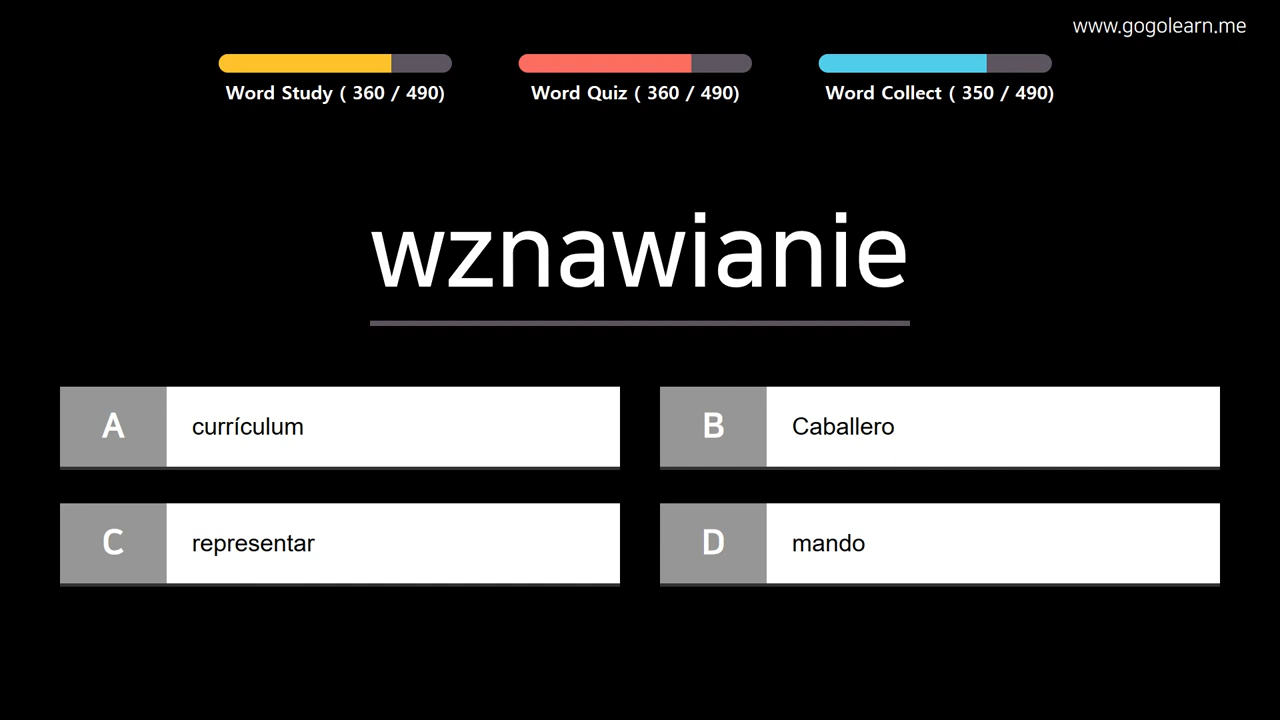 www.gogolearn.me
Word Study ( 360 / 490)
Word Quiz ( 360 / 490)
Word Collect ( 350 / 490)
wznawianie
A
currículum
B
Caballero
C
representar
D
mando